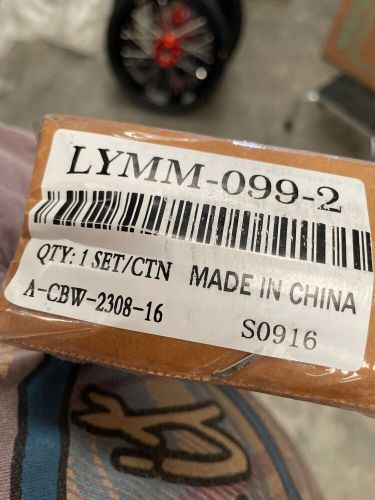 LYMM-099-2
QTY: 1 SET/CTN
MADE IN CHINA
A-CBW-2308-16
S0916